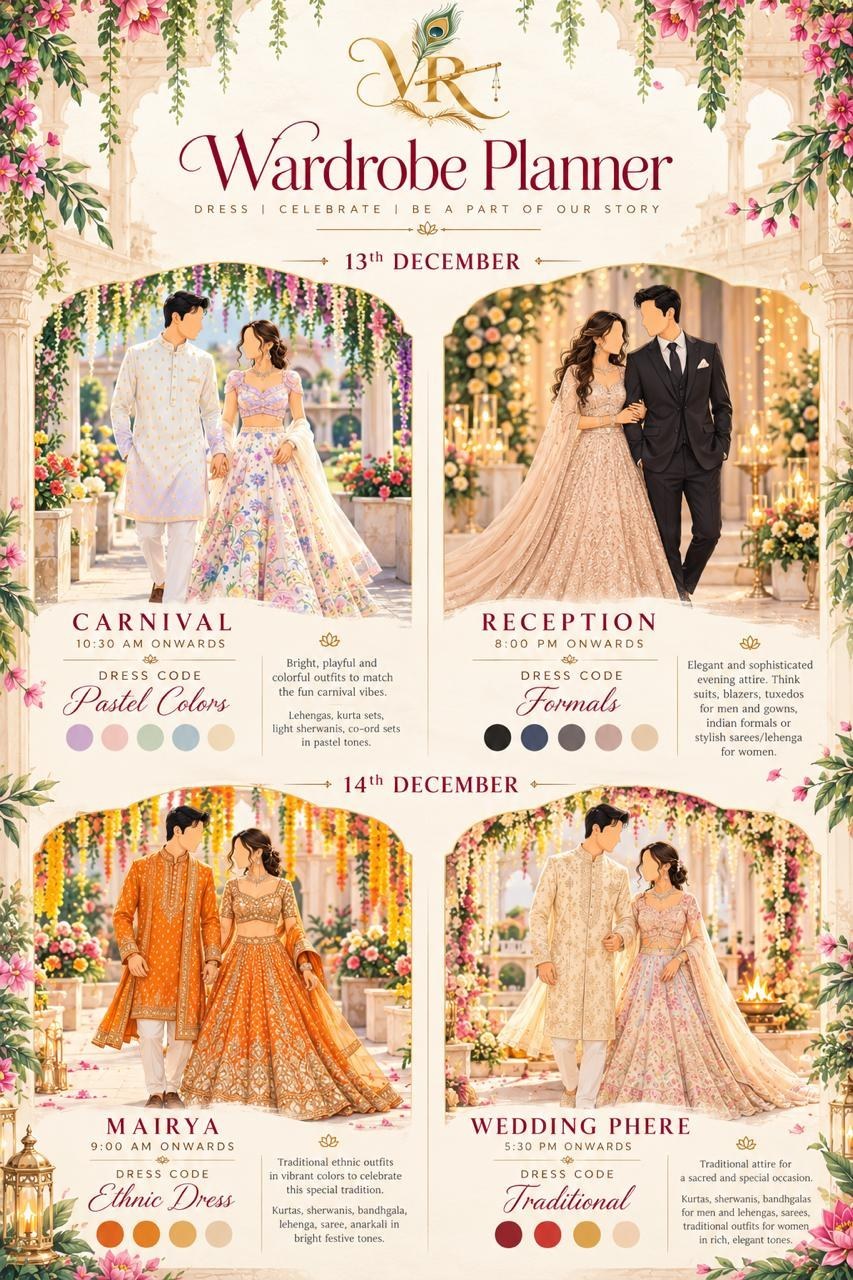 VR
Wardrobe Planner
DRESS | CELEBRATE | BE A PART OF OUR STORY
13th DECEMBER
CARNIVAL
10:30 AM ONWARDS
DRESS CODE
Pastel Colors
Bright, playful and
colorful outfits to match
the fun carnival vibes.
Lehengas, kurta sets,
light sherwanis, co-ord sets
in pastel tones.
RECEPTION
8:00 PM ONWARDS
DRESS CODE
Formals
Elegant and sophisticated
evening attire. Think
suits, blazers, tuxedos
for men and gowns,
indian formals or
stylish sarees/lehenga
for women.
14th DECEMBER
MAIRYA
9:00 AM ONWARDS
DRESS CODE
Ethnic Dress
Traditional ethnic outfits
in vibrant colors to celebrate
this special tradition.
Kurtas, sherwanis, bandhgala,
lehenga, saree, anarkali in
bright festive tones.
WEDDING PHERE
5:30 PM ONWARDS
DRESS CODE
Traditional
Traditional attire for
a sacred and special occasion.
Kurtas, sherwanis, bandhgalas
for men and lehengas, sarees,
traditional outfits for women
in rich, elegant tones.